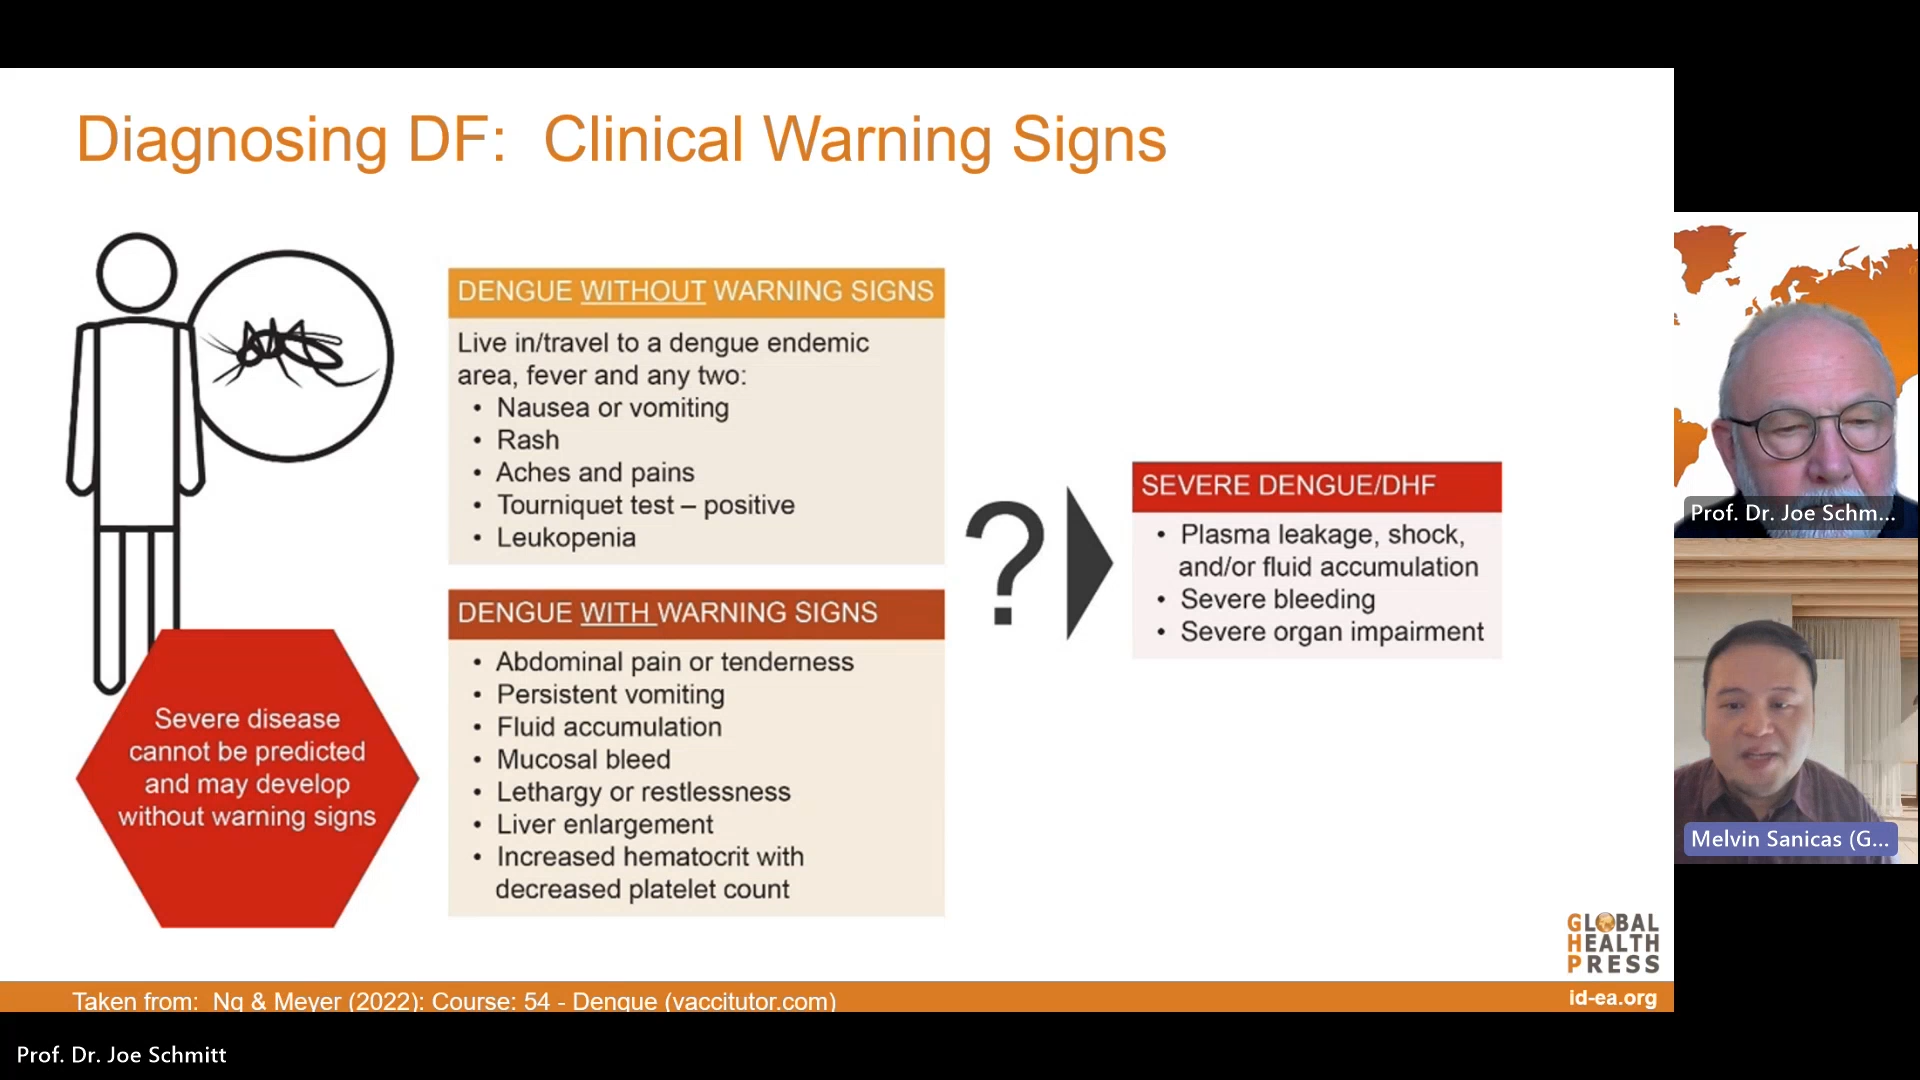 Diagnosing DF: Clinical Warning Signs
DENGUE WITHOUT WARNING SIGNS
Live in/travel to a dengue endemic
area, fever and any two:
• Nausea or vomiting
• Rash
• Aches and pains
• Tourniquet test – positive
• Leukopenia
DENGUE WITH WARNING SIGNS
• Abdominal pain or tenderness
• Persistent vomiting
• Fluid accumulation
• Mucosal bleed
• Lethargy or restlessness
• Liver enlargement
• Increased hematocrit with
decreased platelet count
?
SEVERE DENGUE/DHF
• Plasma leakage, shock,
and/or fluid accumulation
• Severe bleeding
• Severe organ impairment
Severe disease
cannot be predicted
and may develop
without warning signs
Prof. Dr. Joe Schm...
Melvin Sanicas (G...
GLOBAL
HEALTH
PRESS
id-ea.org
Taken from: Ng & Meyer (2022): Course: 54 - Dengue (vaccitutor.com)
Prof. Dr. Joe Schmitt